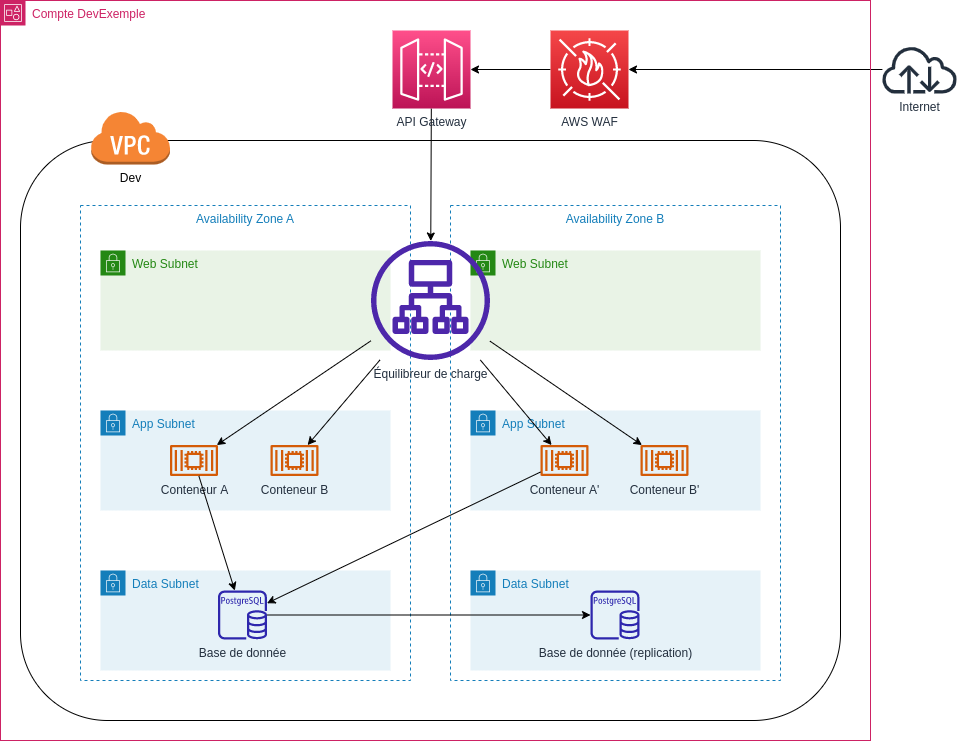 Compte DevExemple
API Gateway
AWS WAF
Internet
VPC
Dev
Availability Zone A
Availability Zone B
Web Subnet
Web Subnet
Équilibreur de charge
App Subnet
App Subnet
Conteneur A
Conteneur B
Conteneur A'
Conteneur B'
Data Subnet
Data Subnet
PostgreSQL
PostgreSQL
Base de donnée
Base de donnée (replication)